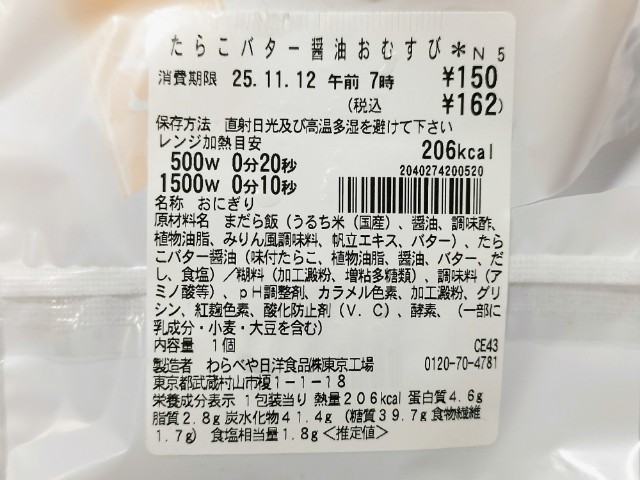 たらこバター醤油おむすび＊N5
消費期限 25.11.12 午前 7時 ¥150
(税込 ¥162)
保存方法 直射日光及び高温多湿を避けて下さい
レンジ加熱目安
500W 0分20秒 206kcal
2040274200520
1500W 0分10秒
名称 おにぎり
原材料名 まだら飯（うるち米（国産）、醤油、調味酢、
植物油脂、みりん風調味料、帆立エキス、バター）、たら
こバター醤油（味付たらこ、植物油脂、醤油、バター、だ
し、食塩）／糊料（加工澱粉、増粘多糖類）、調味料（ア
ミノ酸等）、pH調整剤、カラメル色素、加工澱粉、グリ
シン、紅麹色素、酸化防止剤（V.C）、酵素、（一部に
乳成分・小麦・大豆を含む）
内容量 1個 CE43
製造者 わらべや日洋食品㈱東京工場 0120-70-4781
東京都武蔵村山市榎1-1-18
栄養成分表示 1包装当り 熱量206kcal 蛋白質4.6g
脂質2.8g 炭水化物41.4g（糖質39.7g 食物繊維
1.7g） 食塩相当量1.8g＜推定値＞